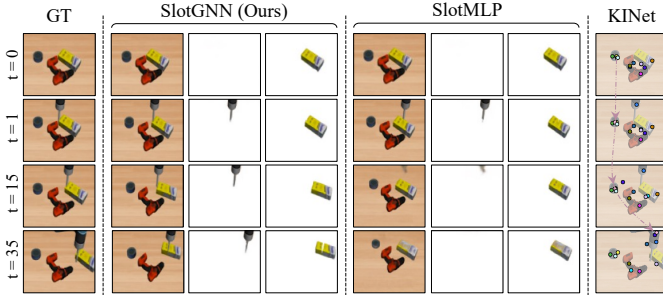 GT SlotGNN (Ours) SlotMLP KINet
t = 0
t = 1
t = 15
t = 35